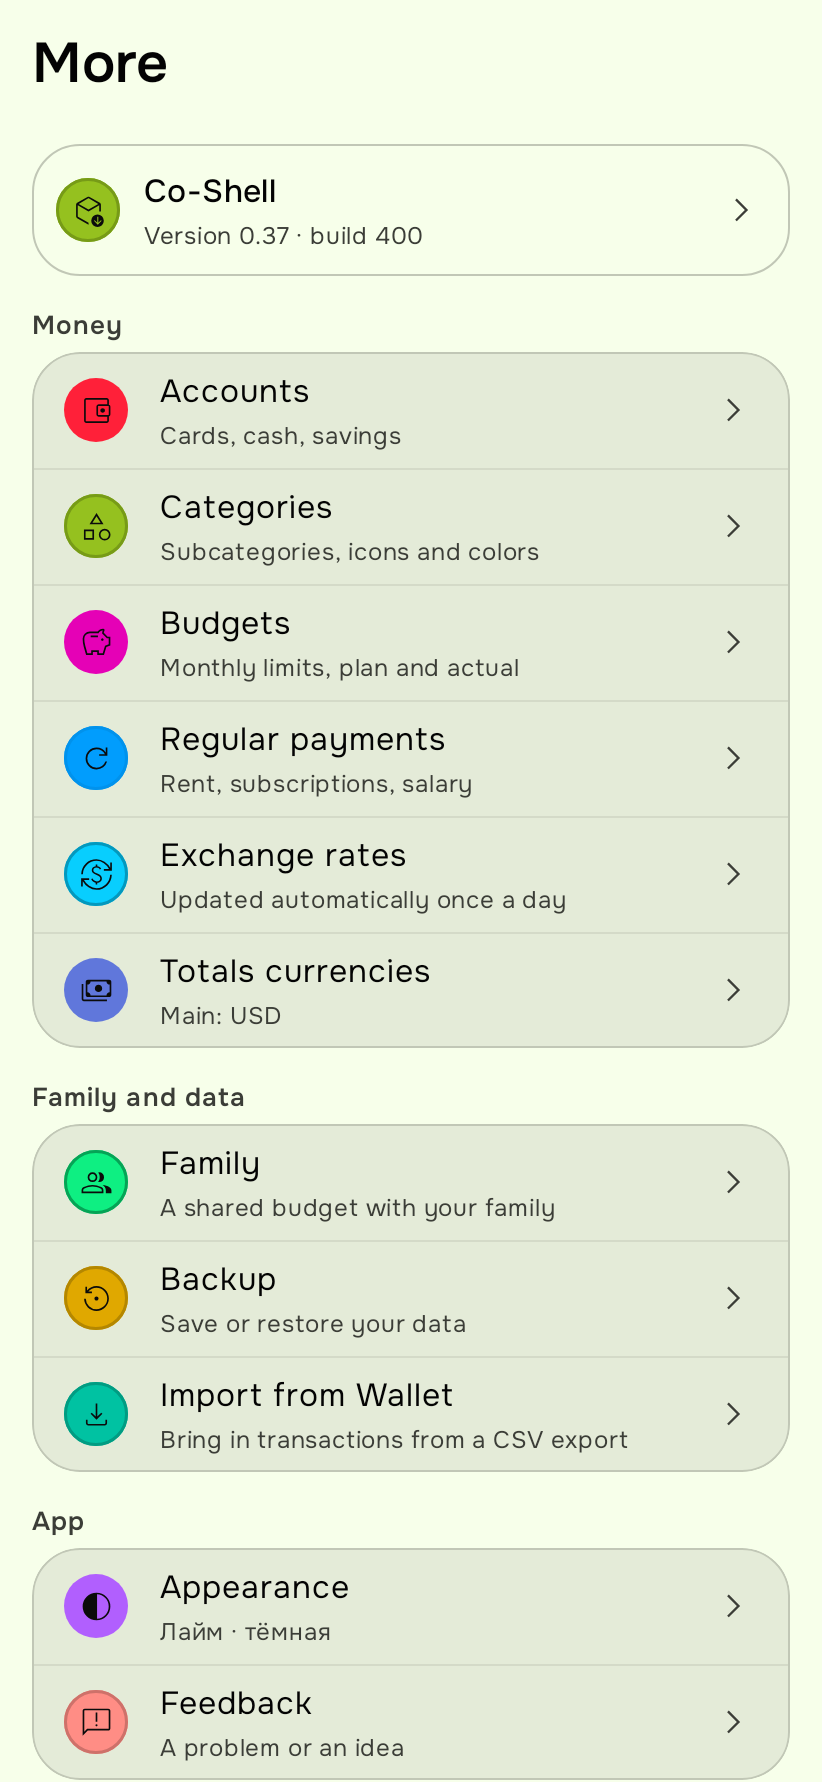 More
Co-Shell
Version 0.37 · build 400
Money
Accounts
Cards, cash, savings
Categories
Subcategories, icons and colors
Budgets
Monthly limits, plan and actual
Regular payments
Rent, subscriptions, salary
Exchange rates
Updated automatically once a day
Totals currencies
Main: USD
Family and data
Family
A shared budget with your family
Backup
Save or restore your data
Import from Wallet
Bring in transactions from a CSV export
App
Appearance
Лайм · тёмная
Feedback
A problem or an idea